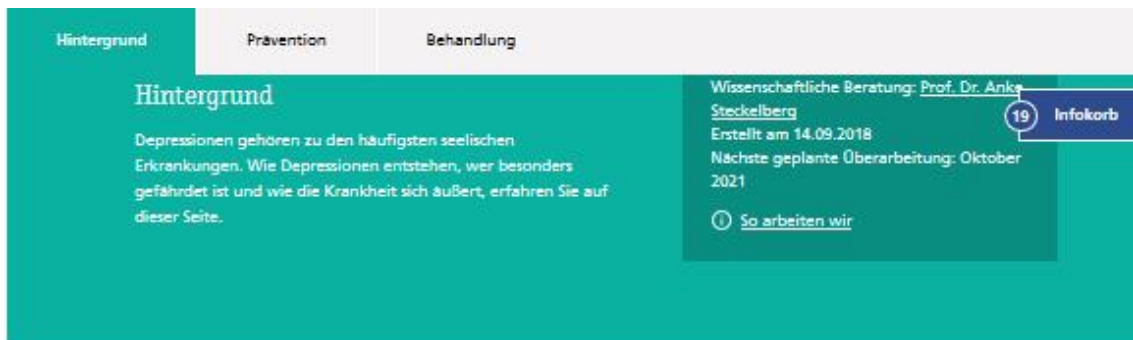 Hintergrund
Prävention
Behandlung
Hintergrund
Depressionen gehören zu den häufigsten seelischen
Erkrankungen. Wie Depressionen entstehen, wer besonders
gefährdet ist und wie die Krankheit sich äußert, erfahren Sie auf
dieser Seite.
Wissenschaftliche Beratung: Prof. Dr. Anke
Steckelberg
Erstellt am 14.09.2018
Nächste geplante Überarbeitung: Oktober
2021
So arbeiten wir
19 Infokorb